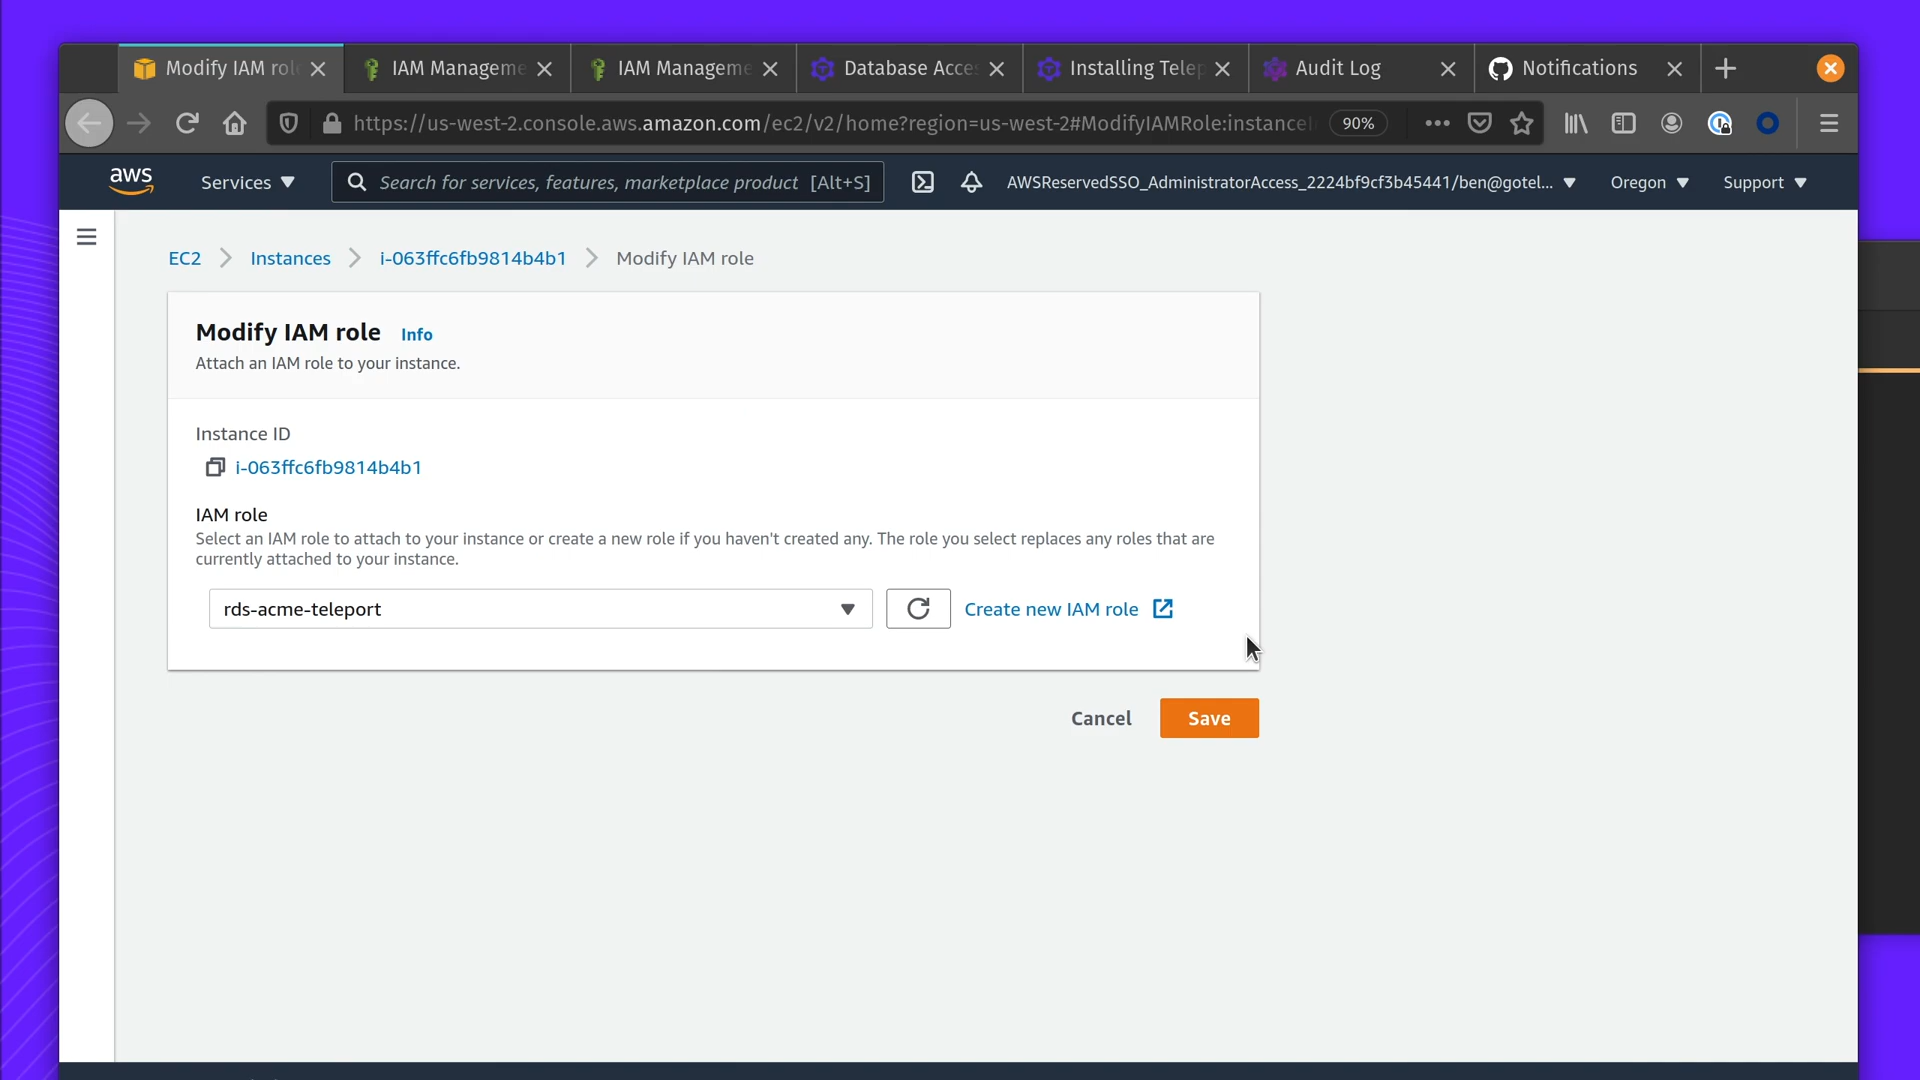 Modify IAM rol
IAM Manageme
IAM Manageme
Database Acces
Installing Telep
Audit Log
Notifications
https://us-west-2.console.aws.amazon.com/ec2/v2/home?region=us-west-2#ModifyIAMRole:instanceI
90%
aws
Services
Search for services, features, marketplace product [Alt+S]
AWSReservedSSO_AdministratorAccess_2224bf9cf3b45441/ben@gotel...
Oregon
Support
EC2
Instances
i-063ffc6fb9814b4b1
Modify IAM role
Modify IAM role Info
Attach an IAM role to your instance.
Instance ID
i-063ffc6fb9814b4b1
IAM role
Select an IAM role to attach to your instance or create a new role if you haven't created any. The role you select replaces any roles that are
currently attached to your instance.
rds-acme-teleport
Create new IAM role
Cancel
Save